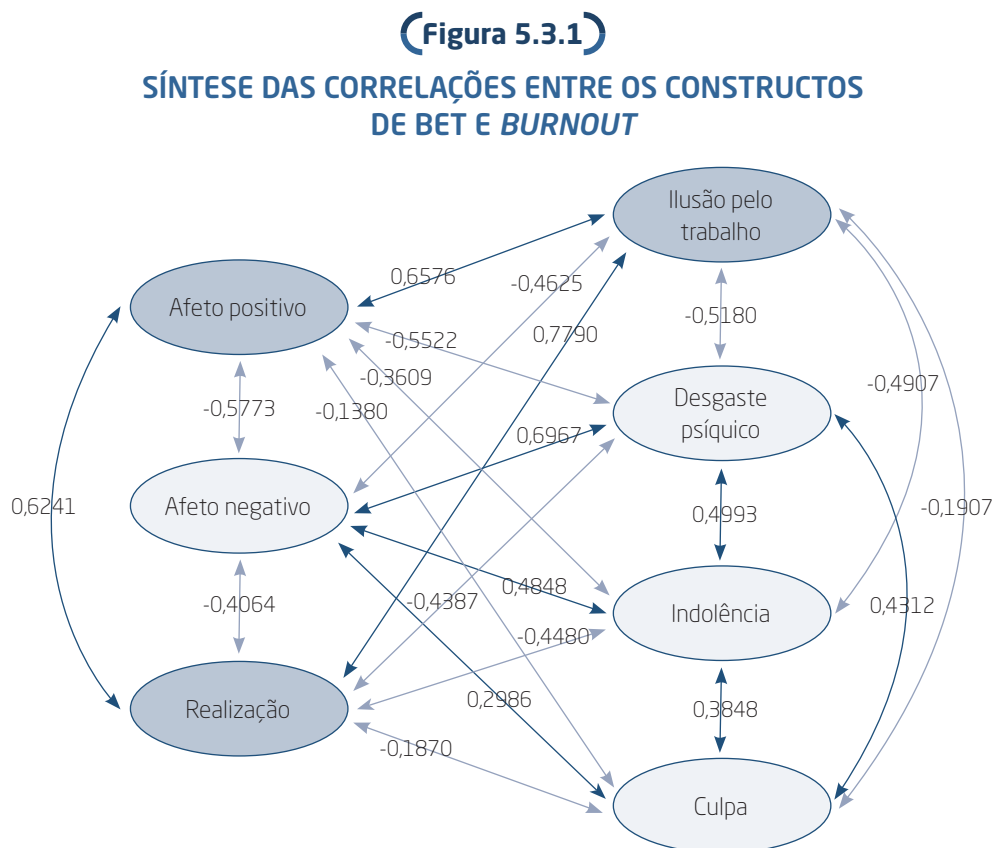 Figura 5.3.1
SÍNTESE DAS CORRELAÇÕES ENTRE OS CONSTRUCTOS
DE BET E BURNOUT
Ilusão pelo
trabalho
0,6576
-0,4625
Afeto positivo
-0,5180
-0,5522
0,7790
-0,3609
-0,4907
-0,5773
-0,1380
Desgaste
psíquico
0,6967
0,6241
Afeto negativo
0,4993
-0,1907
0,4848
-0,4064
-0,4387
0,4312
Indolência
-0,4480
Realização
0,2986
0,3848
-0,1870
Culpa